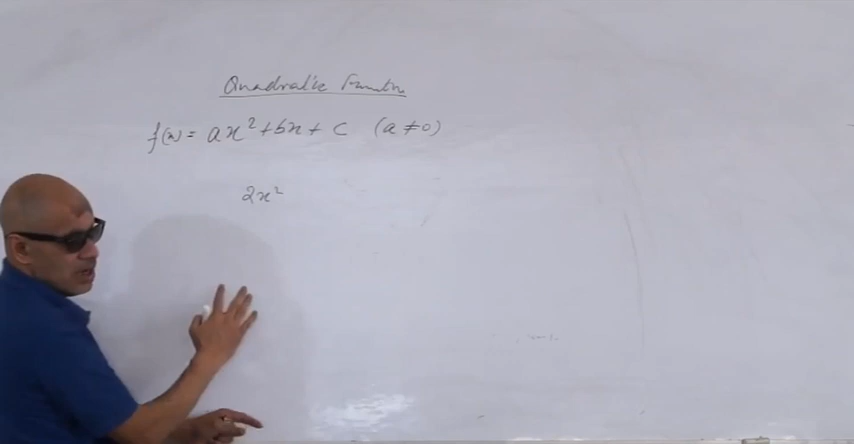 Quadratic Function
f(x) = ax² + bx + c (a ≠ 0)
2x²